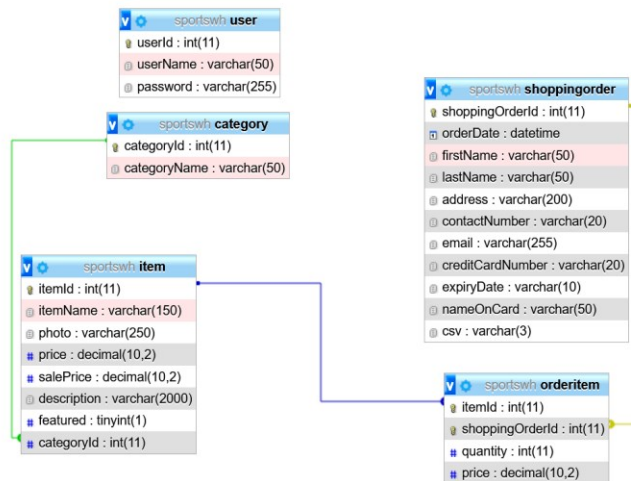 sportswh user
userId : int(11)
userName : varchar(50)
password : varchar(255)
sportswh category
categoryId : int(11)
categoryName : varchar(50)
sportswh shoppingorder
shoppingOrderId : int(11)
orderDate : datetime
firstName : varchar(50)
lastName : varchar(50)
address : varchar(200)
contactNumber : varchar(20)
email : varchar(255)
creditCardNumber : varchar(20)
expiryDate : varchar(10)
nameOnCard : varchar(50)
csv : varchar(3)
sportswh item
itemId : int(11)
itemName : varchar(150)
photo : varchar(250)
price : decimal(10,2)
salePrice : decimal(10,2)
description : varchar(2000)
featured : tinyint(1)
categoryId : int(11)
sportswh orderitem
itemId : int(11)
shoppingOrderId : int(11)
quantity : int(11)
price : decimal(10,2)